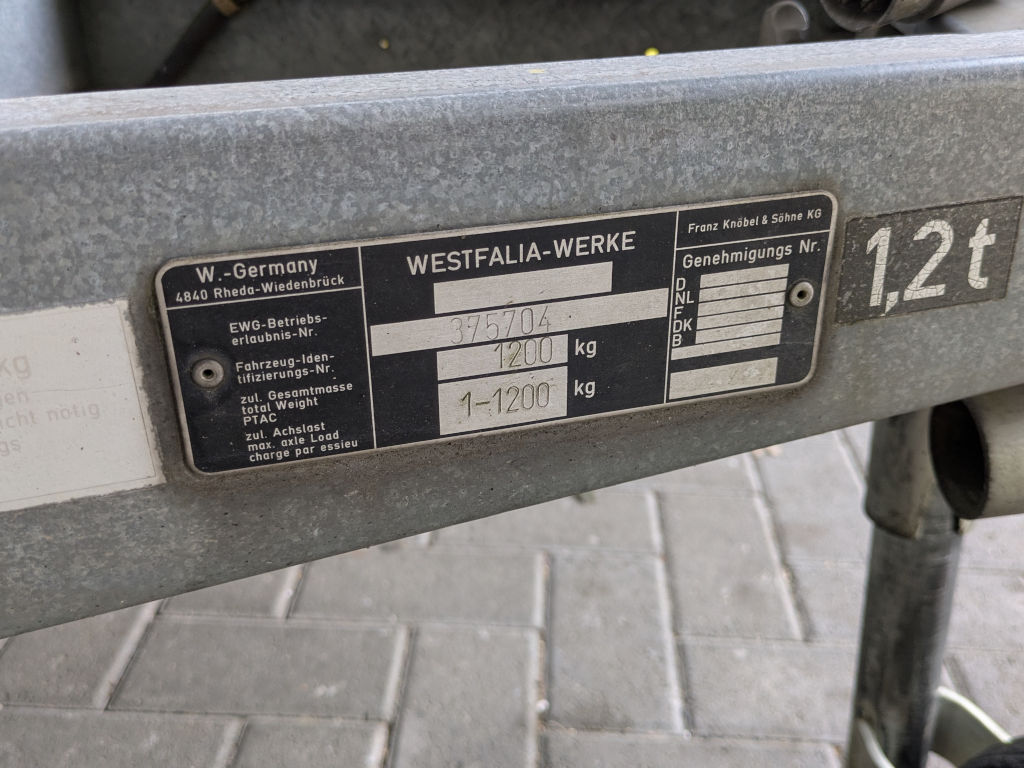 kg
gen
icht nötig
gs
W.-Germany
4840 Rheda-Wiedenbrück
EWG-Betriebs-
erlaubnis-Nr.
Fahrzeug-Iden-
tifizierungs-Nr.
zul. Gesamtmasse
total Weight
PTAC
zul. Achslast
max. axle Load
charge par essieu
WESTFALIA-WERKE
375704
1200 kg
1-1200 kg
Franz Knöbel & Söhne KG
Genehmigungs Nr.
D
NL
F
DK
B
1,2t